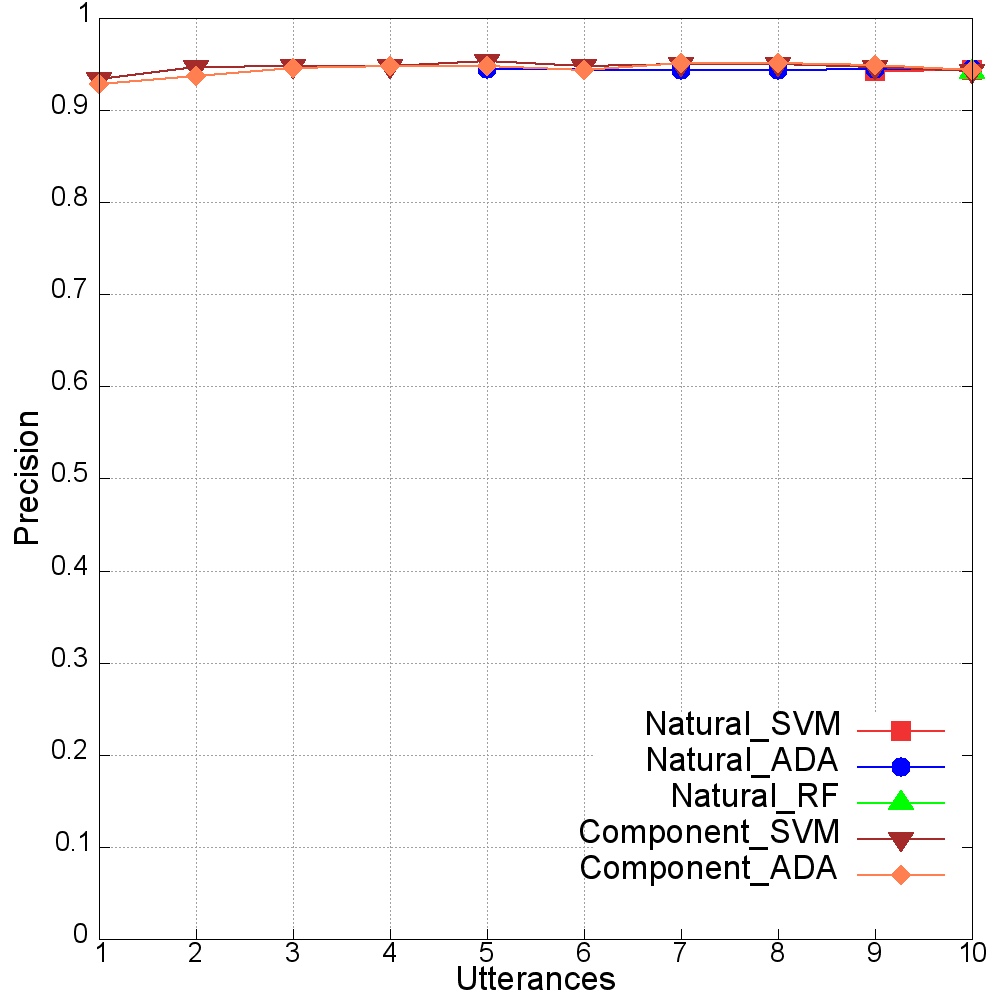 1
0.9
0.8
0.7
0.6
0.5
0.4
0.3
0.2
0.1
0
Precision
Natural_SVM
Natural_ADA
Natural_RF
Component_SVM
Component_ADA
1 2 3 4 5 6 7 8 9 10
Utterances